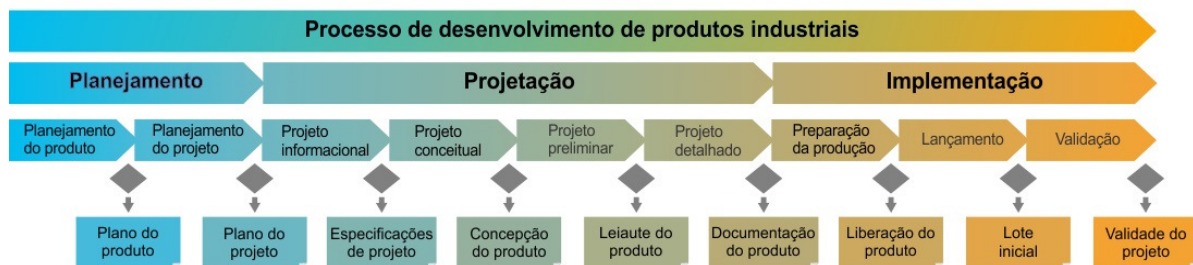 Processo de desenvolvimento de produtos industriais
Planejamento
Projetação
Implementação
Planejamento
do produto
Planejamento
do projeto
Projeto
informacional
Projeto
conceitual
Projeto
preliminar
Projeto
detalhado
Preparação
da produção
Lançamento
Validação
Plano do
produto
Plano do
projeto
Especificações
de projeto
Concepção
do produto
Leiaute do
produto
Documentação
do produto
Liberação do
produto
Lote
inicial
Validade do
projeto